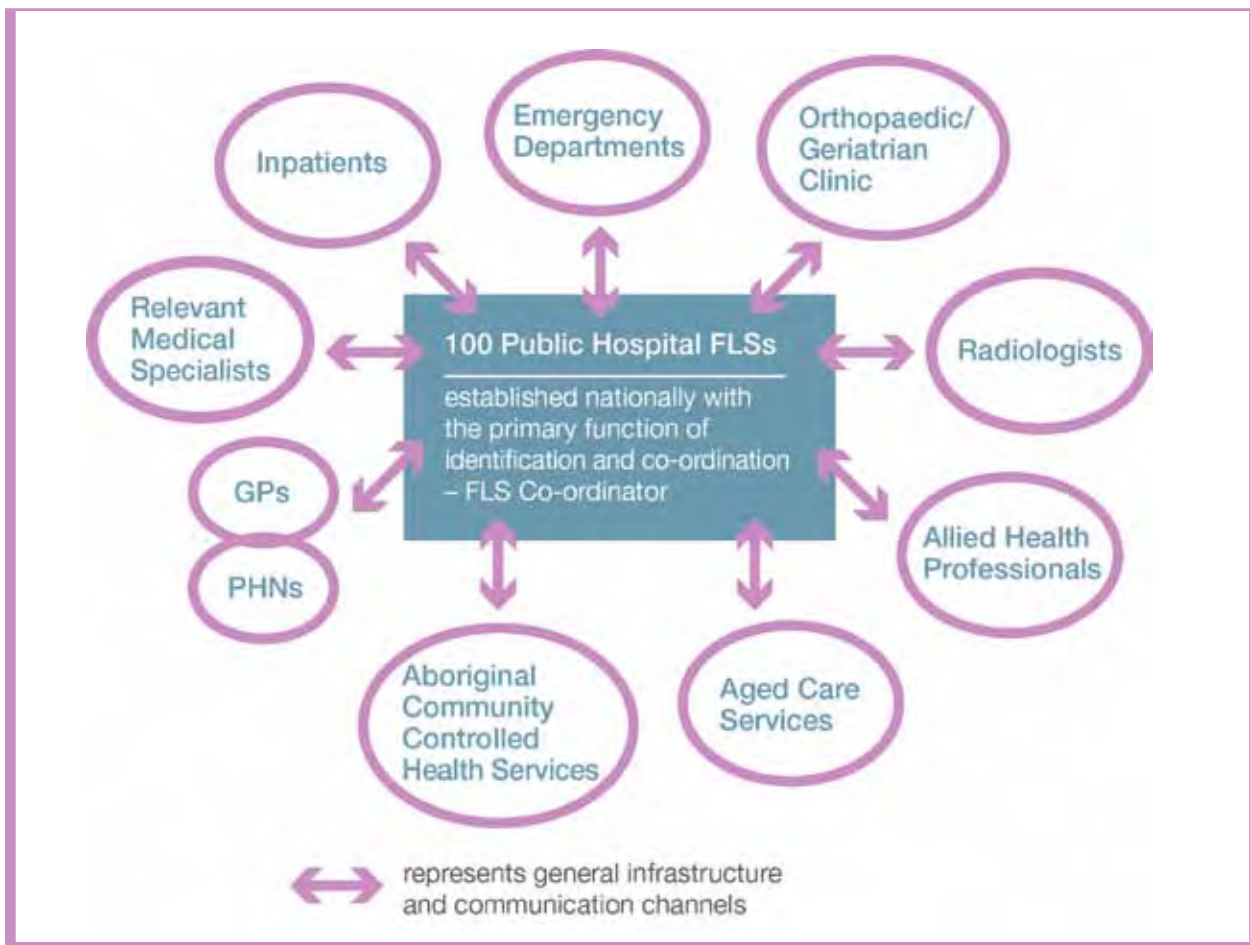 Inpatients
Emergency
Departments
Orthopaedic/
Geriatrian
Clinic
Relevant
Medical
Specialists
100 Public Hospital FLSs
established nationally with
the primary function of
identification and co-ordination
– FLS Co-ordinator
Radiologists
GPs
PHNs
Allied Health
Professionals
Aboriginal
Community
Controlled
Health Services
Aged Care
Services
represents general infrastructure
and communication channels